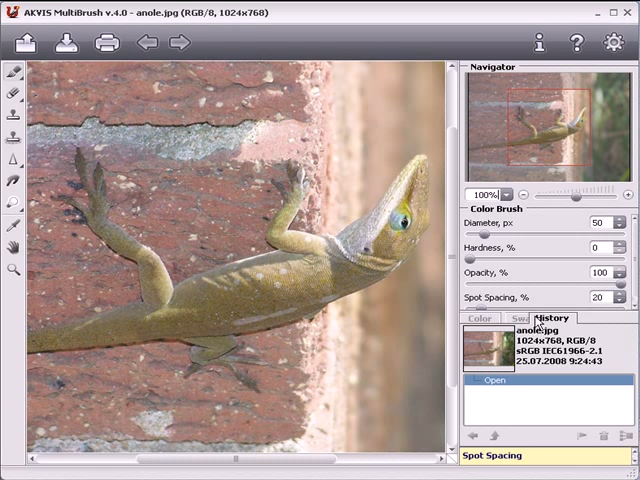 AKVIS MultiBrush v.4.0 - anole.jpg (RGB/8, 1024x768)
Navigator
100%
Color Brush
Diameter, px 50
Hardness, % 0
Opacity, % 100
Spot Spacing, % 20
Color Swa History
anole.jpg
1024x768, RGB/8
sRGB IEC61966-2.1
25.07.2008 9:24:43
Open
Spot Spacing